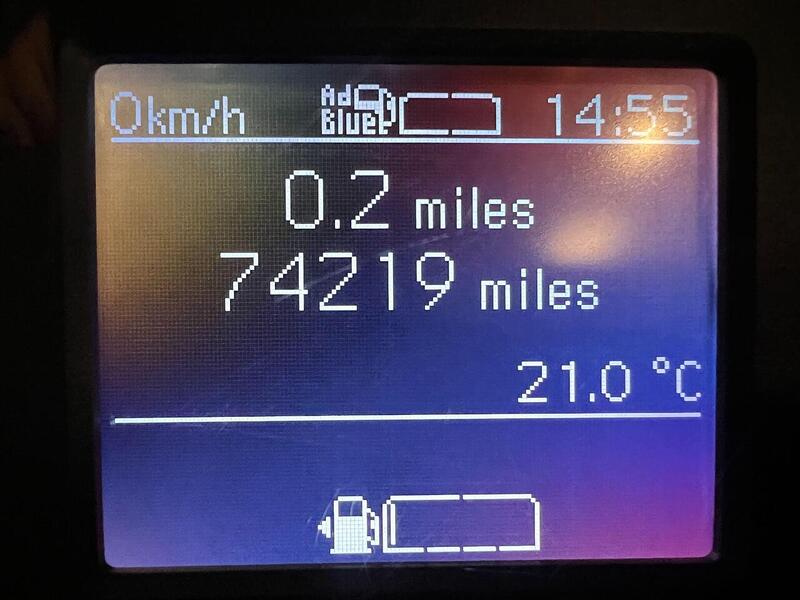 0km/h Ad 14:55
Blue
0.2 miles
74219 miles
21.0 °C